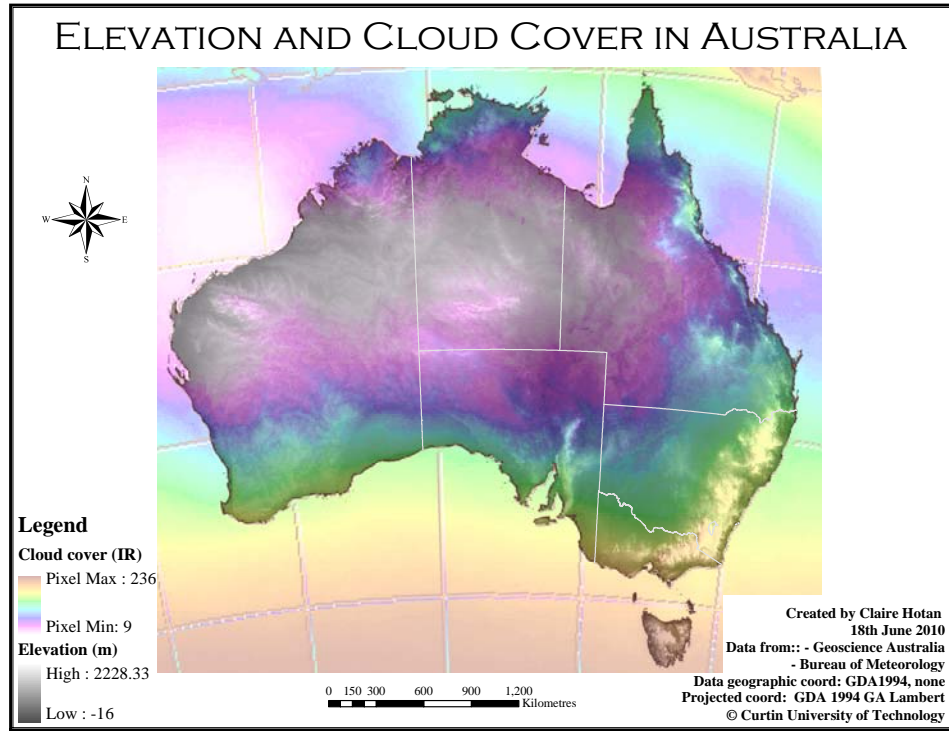 ELEVATION AND CLOUD COVER IN AUSTRALIA
N
W E
S
Legend
Cloud cover (IR)
Pixel Max : 236
Pixel Min: 9
Elevation (m)
High : 2228.33
Low : -16
0 150 300 600 900 1,200
Kilometres
Created by Claire Hotan
18th June 2010
Data from:: - Geoscience Australia
- Bureau of Meteorology
Data geographic coord: GDA1994, none
Projected coord: GDA 1994 GA Lambert
© Curtin University of Technology